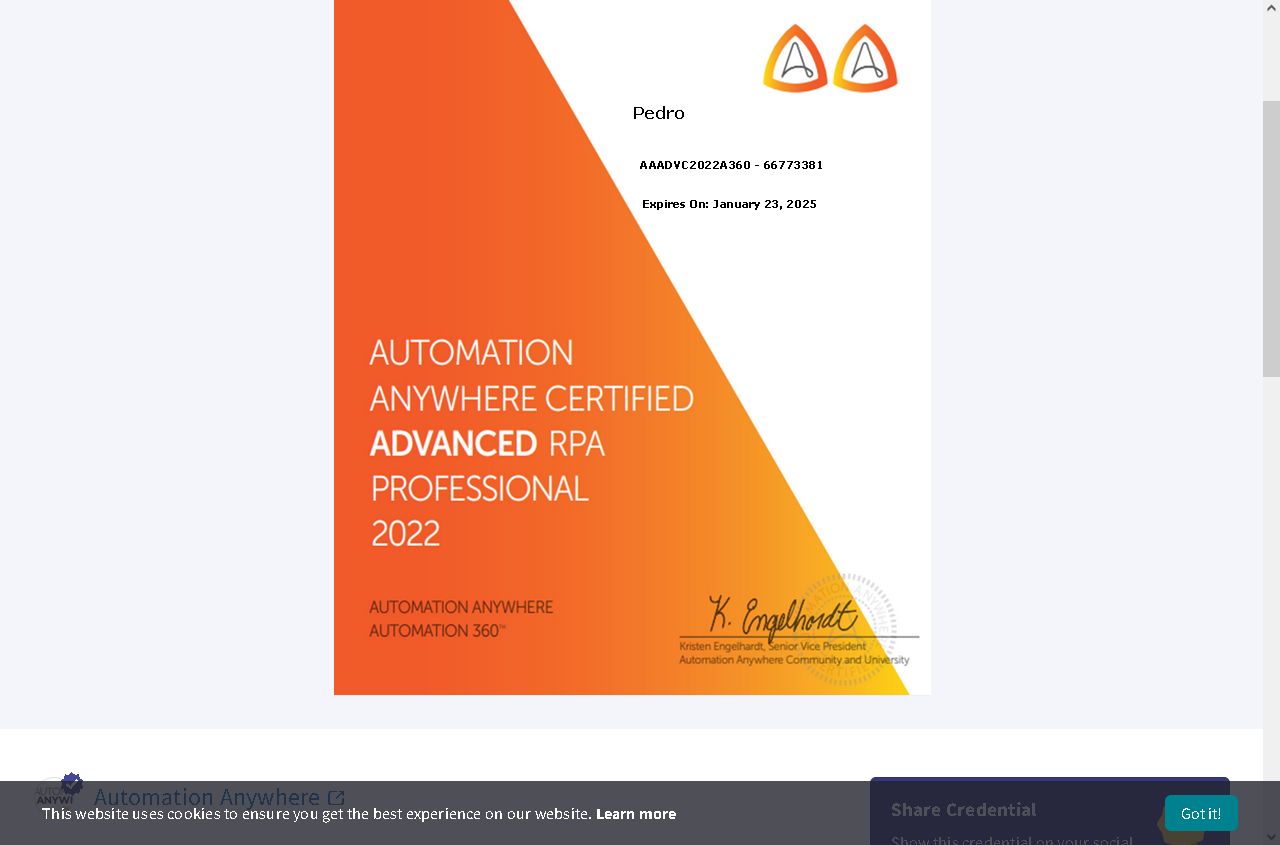 Pedro
AAADVC2022A360 - 66773381
Expires On: January 23, 2025
AUTOMATION
ANYWHERE CERTIFIED
ADVANCED RPA
PROFESSIONAL
2022
AUTOMATION ANYWHERE
AUTOMATION 360™
K. Engelhardt
Kristen Engelhardt, Senior Vice President
Automation Anywhere Community and University
Automation Anywhere
Share Credential
Show this credential on your social
This website uses cookies to ensure you get the best experience on our website. Learn more
Got it!